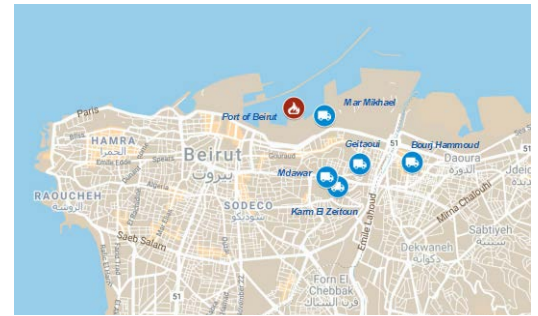 Mar Mikhael
Port of Beirut
Paris
HAMRA
الحمرا
Beirut
بيروت
Geitaoui
Bourj Hammoud
Daoura
الدورة
Mdawar
RAOUCHEH
الروشة
Algeria
SODECO
سوديكو
Karm El Zeitoun
Mirna Chalouhi
Saeb Salam
Emile Lahoud
Sabtiyeh
سبتية
Dekwaneh
دكوانة
Forn El
Chebbak
فرن الشباك
51
51